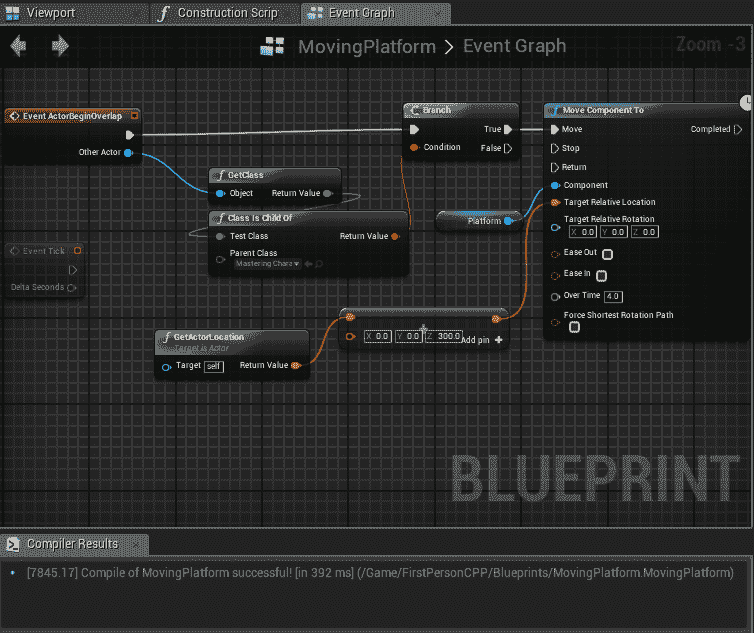 Viewport
Construction Scrip
Event Graph
MovingPlatform > Event Graph
Zoom -3
Event ActorBeginOverlap
Other Actor
Branch
True
Condition
False
Move Component To
Move
Completed
Stop
Return
Component
Target Relative Location
Target Relative Rotation
X 0.0 Y 0.0 Z 0.0
Ease Out
Ease In
Over Time 4.0
Force Shortest Rotation Path
GetClass
Object
Return Value
Class Is Child Of
Test Class
Return Value
Parent Class
Mastering Chara
Platform
Event Tick
Delta Seconds
GetActorLocation
Target is Actor
Target self
Return Value
X 0.0 Y 0.0 Z 300.0 Add pin
BLUEPRINT
Compiler Results
[7845.17] Compile of MovingPlatform successful! [in 392 ms] (/Game/FirstPersonCPP/Blueprints/MovingPlatform.MovingPlatform)